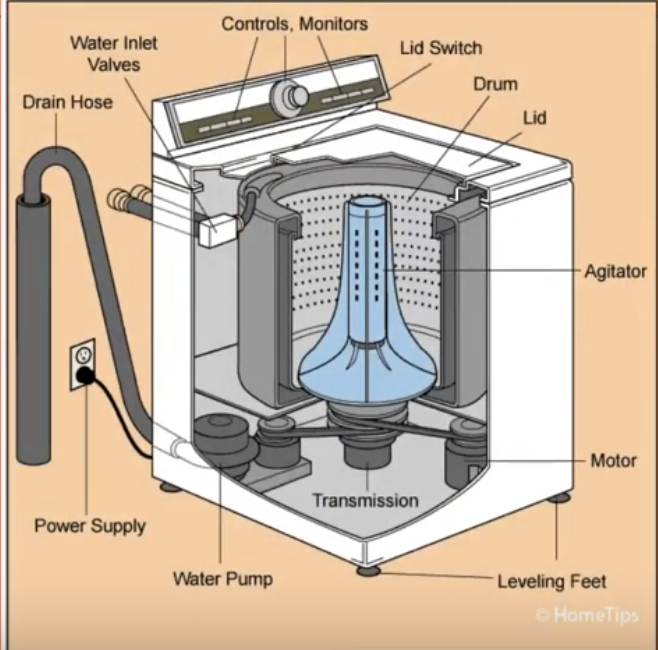 Controls, Monitors
Water Inlet
Valves
Lid Switch
Drain Hose
Drum
Lid
Agitator
Motor
Transmission
Power Supply
Water Pump
Leveling Feet
© HomeTips